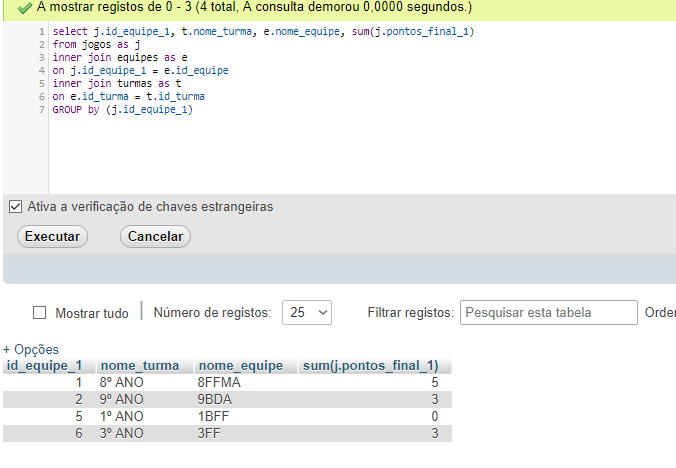 A mostrar registos de 0 - 3 (4 total, A consulta demorou 0,0000 segundos.)
1 select j.id_equipe_1, t.nome_turma, e.nome_equipe, sum(j.pontos_final_1)
2 from jogos as j
3 inner join equipes as e
4 on j.id_equipe_1 = e.id_equipe
5 inner join turmas as t
6 on e.id_turma = t.id_turma
7 GROUP by (j.id_equipe_1)
Ativa a verificação de chaves estrangeiras
Executar Cancelar
Mostrar tudo Número de registos: 25 Filtrar registos: Pesquisar esta tabela Orde
+ Opções
id_equipe_1 nome_turma nome_equipe sum(j.pontos_final_1)
1 8º ANO 8FFMA 5
2 9º ANO 9BDA 3
5 1º ANO 1BFF 0
6 3º ANO 3FF 3